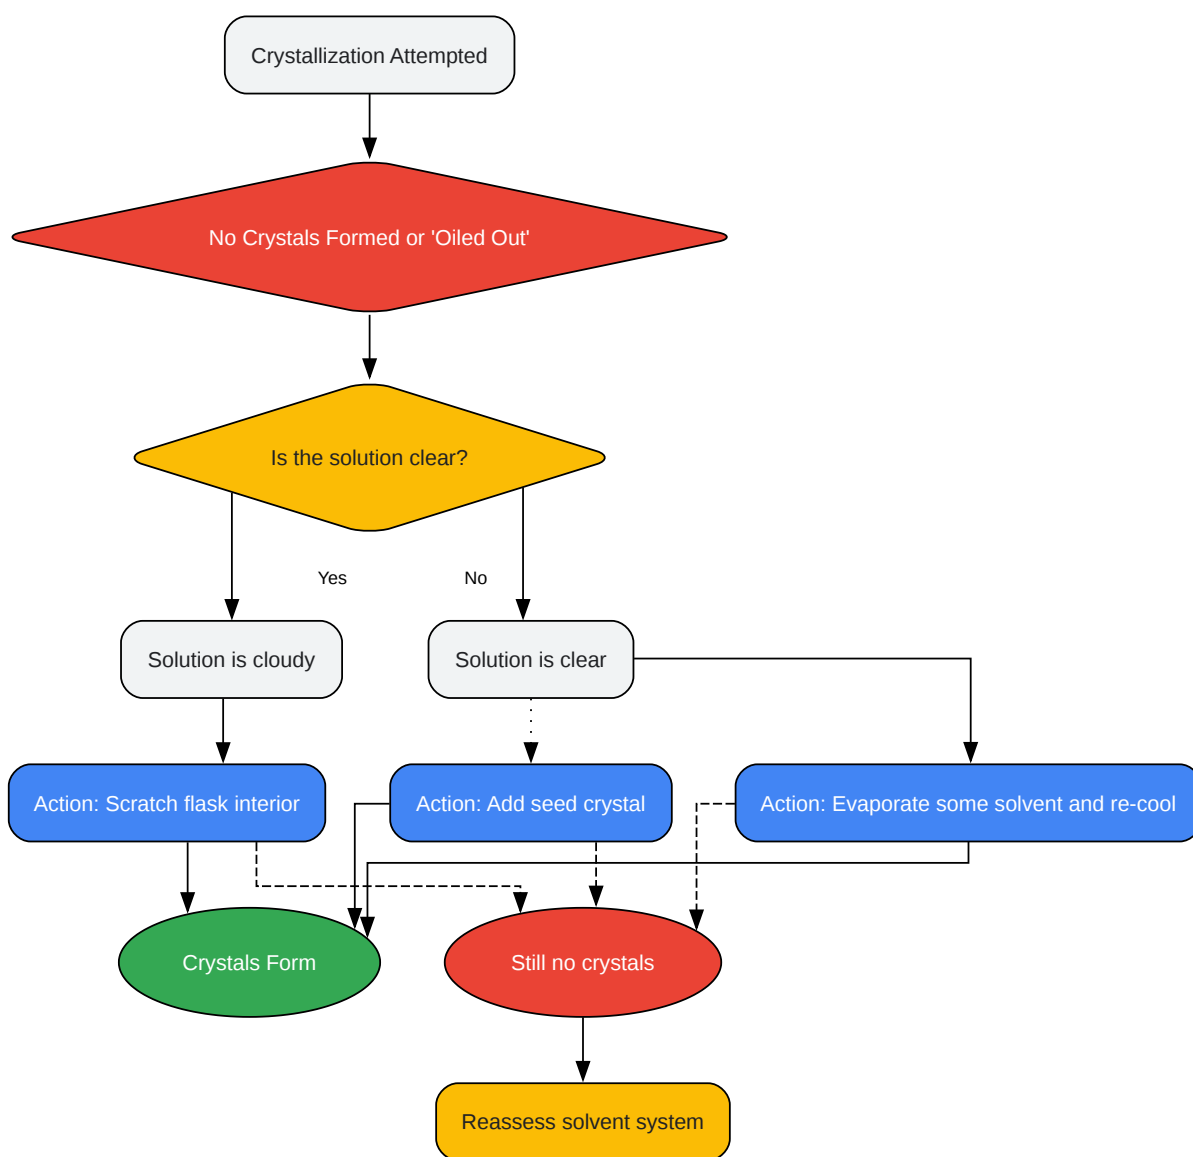 Crystallization Attempted
No Crystals Formed or 'Oiled Out'
Is the solution clear?
Yes
No
Solution is cloudy
Solution is clear
Action: Scratch flask interior
Action: Add seed crystal
Action: Evaporate some solvent and re-cool
Crystals Form
Still no crystals
Reassess solvent system